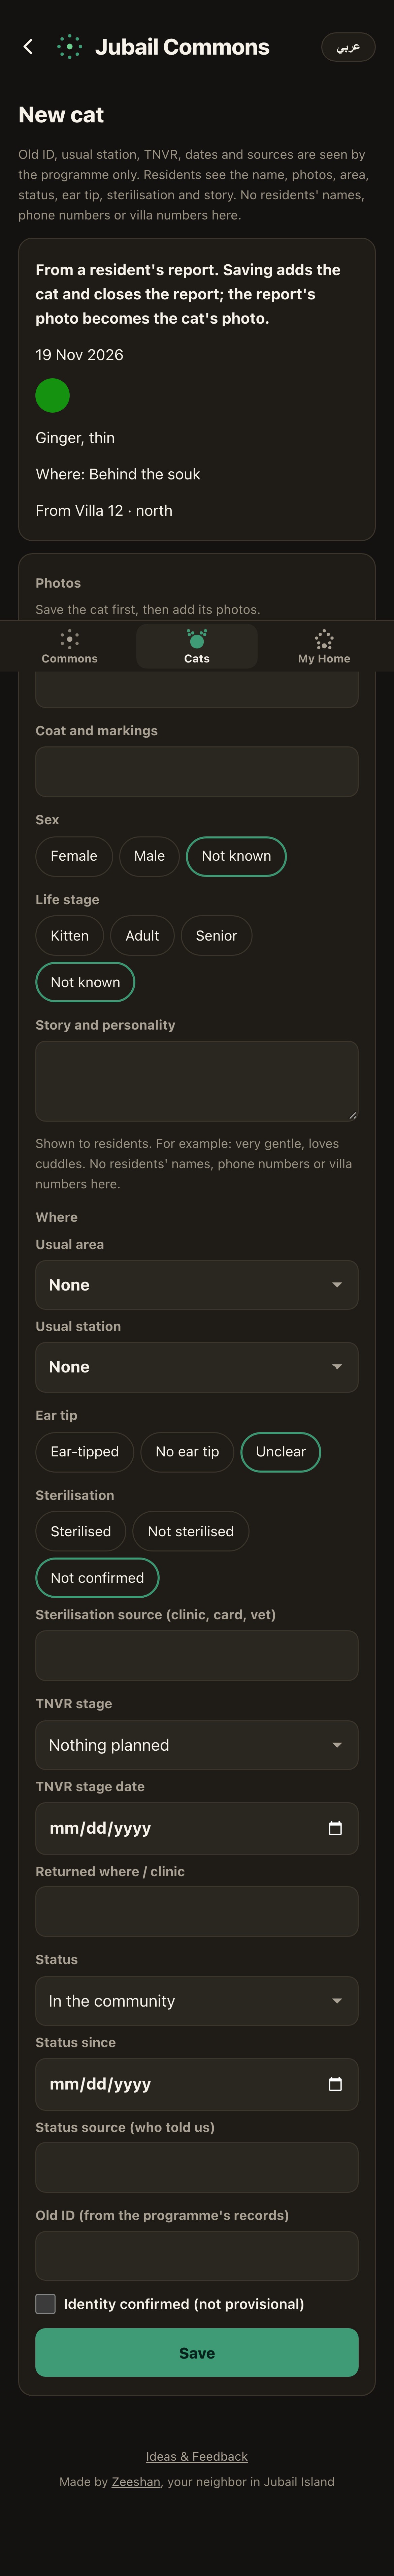 Jubail Commons
عربي
New cat
Old ID, usual station, TNVR, dates and sources are seen by
the programme only. Residents see the name, photos, area,
status, ear tip, sterilisation and story. No residents' names,
phone numbers or villa numbers here.
From a resident's report. Saving adds the
cat and closes the report; the report's
photo becomes the cat's photo.
19 Nov 2026
Ginger, thin
Where: Behind the souk
From Villa 12 · north
Photos
Save the cat first, then add its photos.
Commons
Cats
My Home
Coat and markings
Sex
Female
Male
Not known
Life stage
Kitten
Adult
Senior
Not known
Story and personality
Shown to residents. For example: very gentle, loves
cuddles. No residents' names, phone numbers or villa
numbers here.
Where
Usual area
None
Usual station
None
Ear tip
Ear-tipped
No ear tip
Unclear
Sterilisation
Sterilised
Not sterilised
Not confirmed
Sterilisation source (clinic, card, vet)
TNVR stage
Nothing planned
TNVR stage date
mm/dd/yyyy
Returned where / clinic
Status
In the community
Status since
mm/dd/yyyy
Status source (who told us)
Old ID (from the programme's records)
Identity confirmed (not provisional)
Save
Ideas & Feedback
Made by Zeeshan, your neighbor in Jubail Island